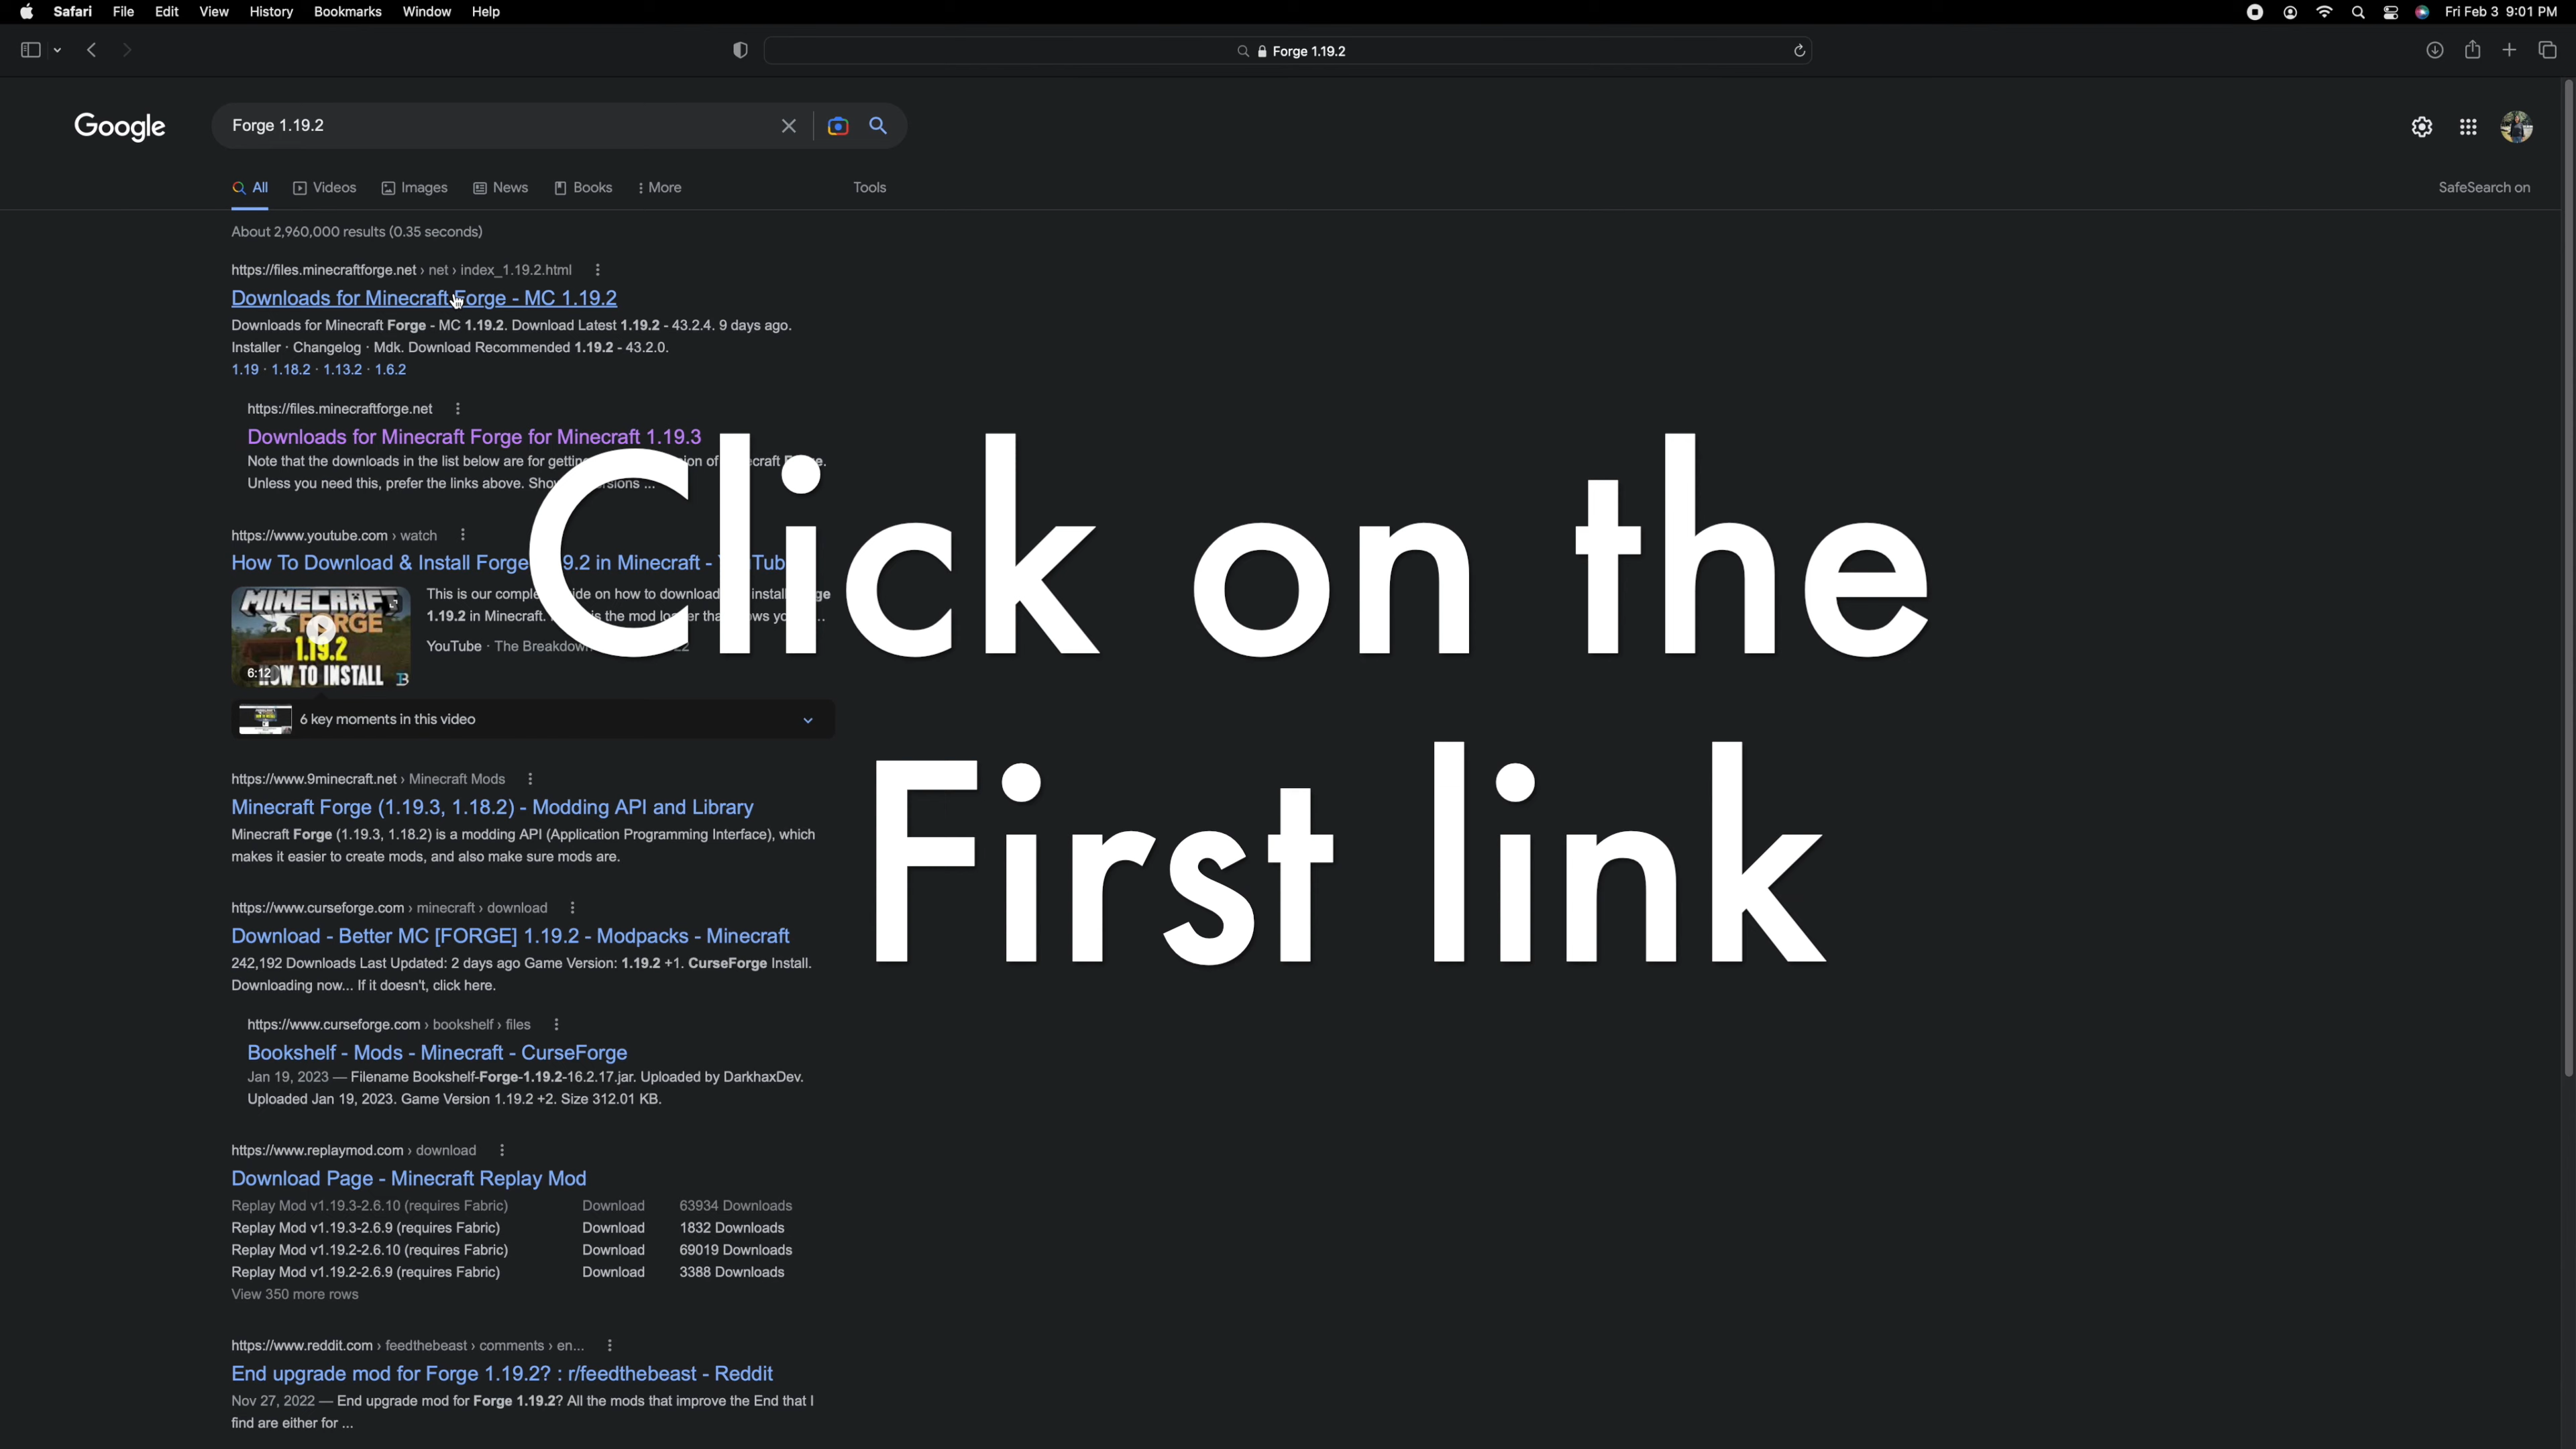 Safari File Edit View History Bookmarks Window Help Fri Feb 3 9:01 PM
Forge 1.19.2
Google Forge 1.19.2
All Videos Images News Books More Tools SafeSearch on
About 2,960,000 results (0.35 seconds)
https://files.minecraftforge.net › net › index_1.19.2.html
Downloads for Minecraft Forge - MC 1.19.2
Downloads for Minecraft Forge - MC 1.19.2. Download Latest 1.19.2 - 43.2.4. 9 days ago.
Installer · Changelog · Mdk. Download Recommended 1.19.2 - 43.2.0.
1.19 · 1.18.2 · 1.13.2 · 1.6.2
https://files.minecraftforge.net
Downloads for Minecraft Forge for Minecraft 1.19.3
Note that the downloads in the list below are for
Unless you need this, prefer the links above.
Click on the
First link
https://www.youtube.com › watch
How To Download & Install Forge in Minecraft -
MINECRAFT
FORGE
1.19.2
HOW TO INSTALL
6:12
This is our on how to download
1.19.2 in Minecraft. the mod
YouTube · The
6 key moments in this video
https://www.9minecraft.net › Minecraft Mods
Minecraft Forge (1.19.3, 1.18.2) - Modding API and Library
Minecraft Forge (1.19.3, 1.18.2) is a modding API (Application Programming Interface), which
makes it easier to create mods, and also make sure mods are.
https://www.curseforge.com › minecraft › download
Download - Better MC [FORGE] 1.19.2 - Modpacks - Minecraft
242,192 Downloads Last Updated: 2 days ago Game Version: 1.19.2 +1. CurseForge Install.
Downloading now... If it doesn't, click here.
https://www.curseforge.com › bookshelf › files
Bookshelf - Mods - Minecraft - CurseForge
Jan 19, 2023 — Filename Bookshelf-Forge-1.19.2-16.2.17.jar. Uploaded by DarkhaxDev.
Uploaded Jan 19, 2023. Game Version 1.19.2 +2. Size 312.01 KB.
https://www.replaymod.com › download
Download Page - Minecraft Replay Mod
Replay Mod v1.19.3-2.6.10 (requires Fabric) Download 63934 Downloads
Replay Mod v1.19.3-2.6.9 (requires Fabric) Download 1832 Downloads
Replay Mod v1.19.2-2.6.10 (requires Fabric) Download 69019 Downloads
Replay Mod v1.19.2-2.6.9 (requires Fabric) Download 3388 Downloads
View 350 more rows
https://www.reddit.com › feedthebeast › comments › en...
End upgrade mod for Forge 1.19.2? : r/feedthebeast - Reddit
Nov 27, 2022 — End upgrade mod for Forge 1.19.2? All the mods that improve the End that I
find are either for ...